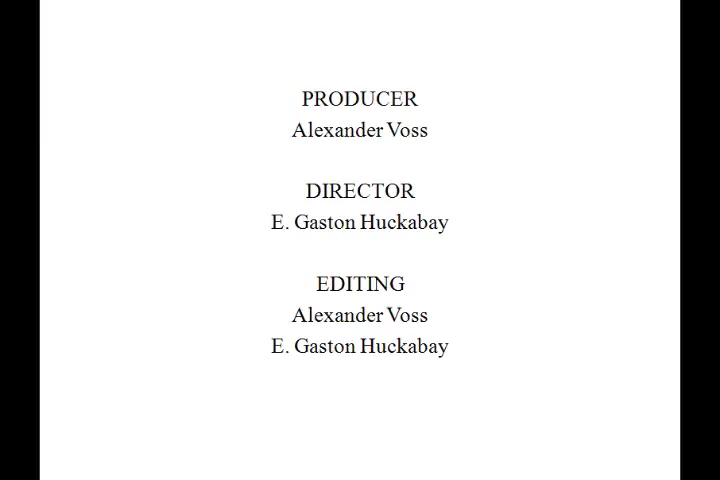 PRODUCER
Alexander Voss
DIRECTOR
E. Gaston Huckabay
EDITING
Alexander Voss
E. Gaston Huckabay